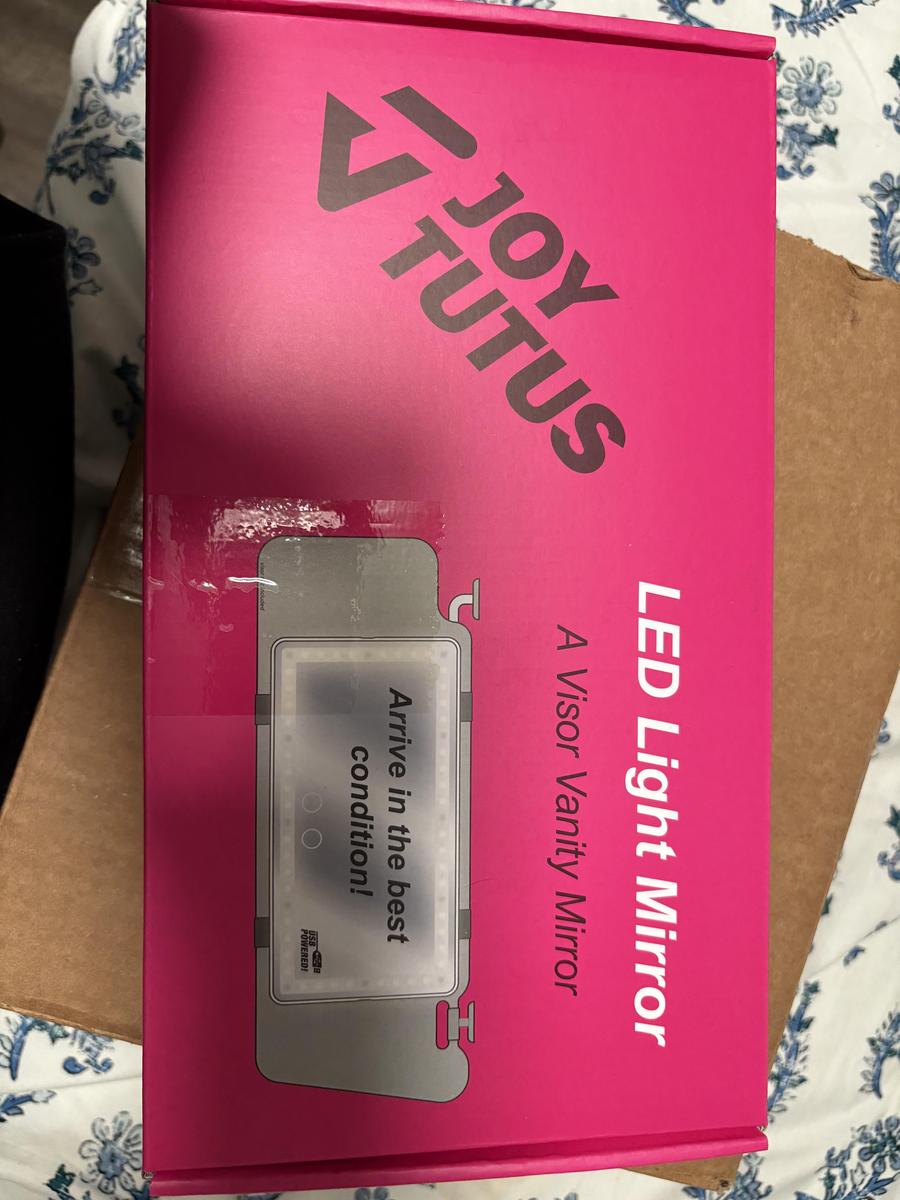 JOY
TUTUS
LED Light Mirror
A Visor Vanity Mirror
Arrive in the best
condition!
USB
POWERED!